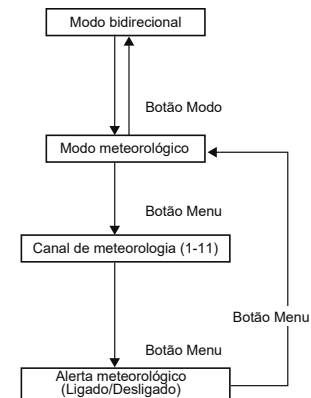 Modo bidirecional
Botão Modo
Modo meteorológico
Botão Menu
Canal de meteorologia (1-11)
Botão Menu
Botão Menu
Alerta meteorológico
(Ligado/Desligado)